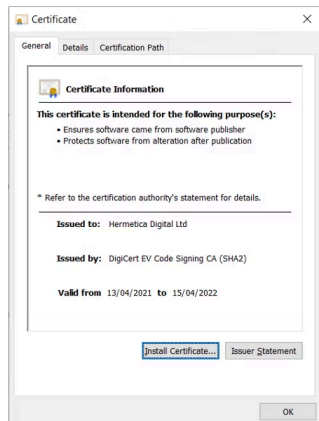 Certificate
General Details Certification Path
Certificate Information
This certificate is intended for the following purpose(s):
• Ensures software came from software publisher
• Protects software from alteration after publication
* Refer to the certification authority's statement for details.
Issued to: Hermetica Digital Ltd
Issued by: DigiCert EV Code Signing CA (SHA2)
Valid from 13/04/2021 to 15/04/2022
Install Certificate... Issuer Statement
OK